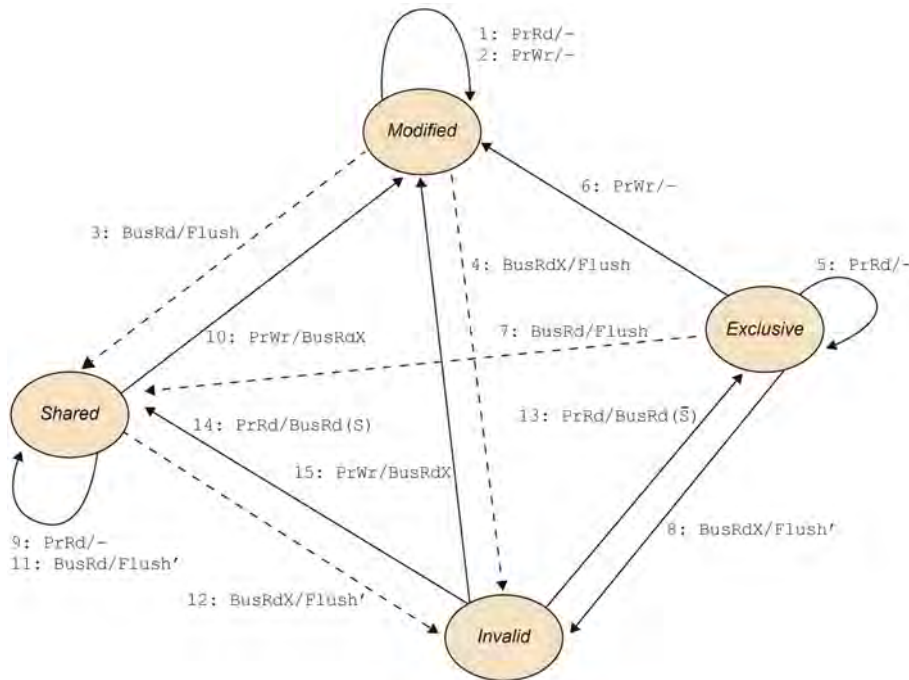 1: PrRd/-
2: PrWr/-
Modified
6: PrWr/-
3: BusRd/Flush
4: BusRdX/Flush
5: PrRd/-
Exclusive
10: PrWr/BusRdX
7: BusRd/Flush
Shared
14: PrRd/BusRd(S)
13: PrRd/BusRd(S̄)
15: PrWr/BusRdX
8: BusRdX/Flush′
9: PrRd/-
11: BusRd/Flush′
12: BusRdX/Flush′
Invalid